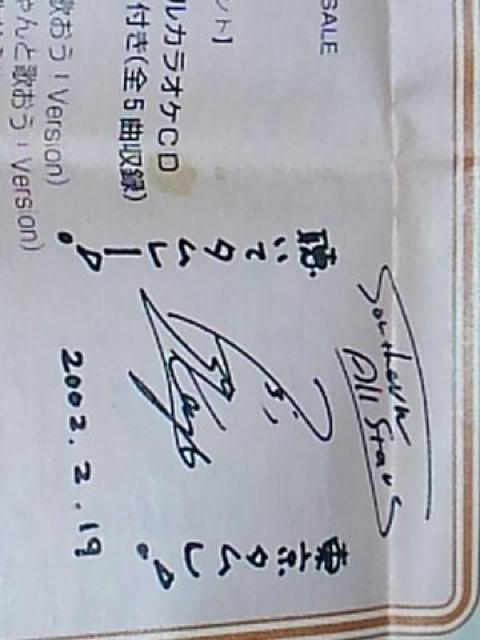 SALE
Southern
All Stars
ント】
ルカラオケCD
付き(全5曲収録)
歌おう！Version)
ゃんと歌おう！Version)
聴いてタムレー。
東京タムレ。
2002.2.19